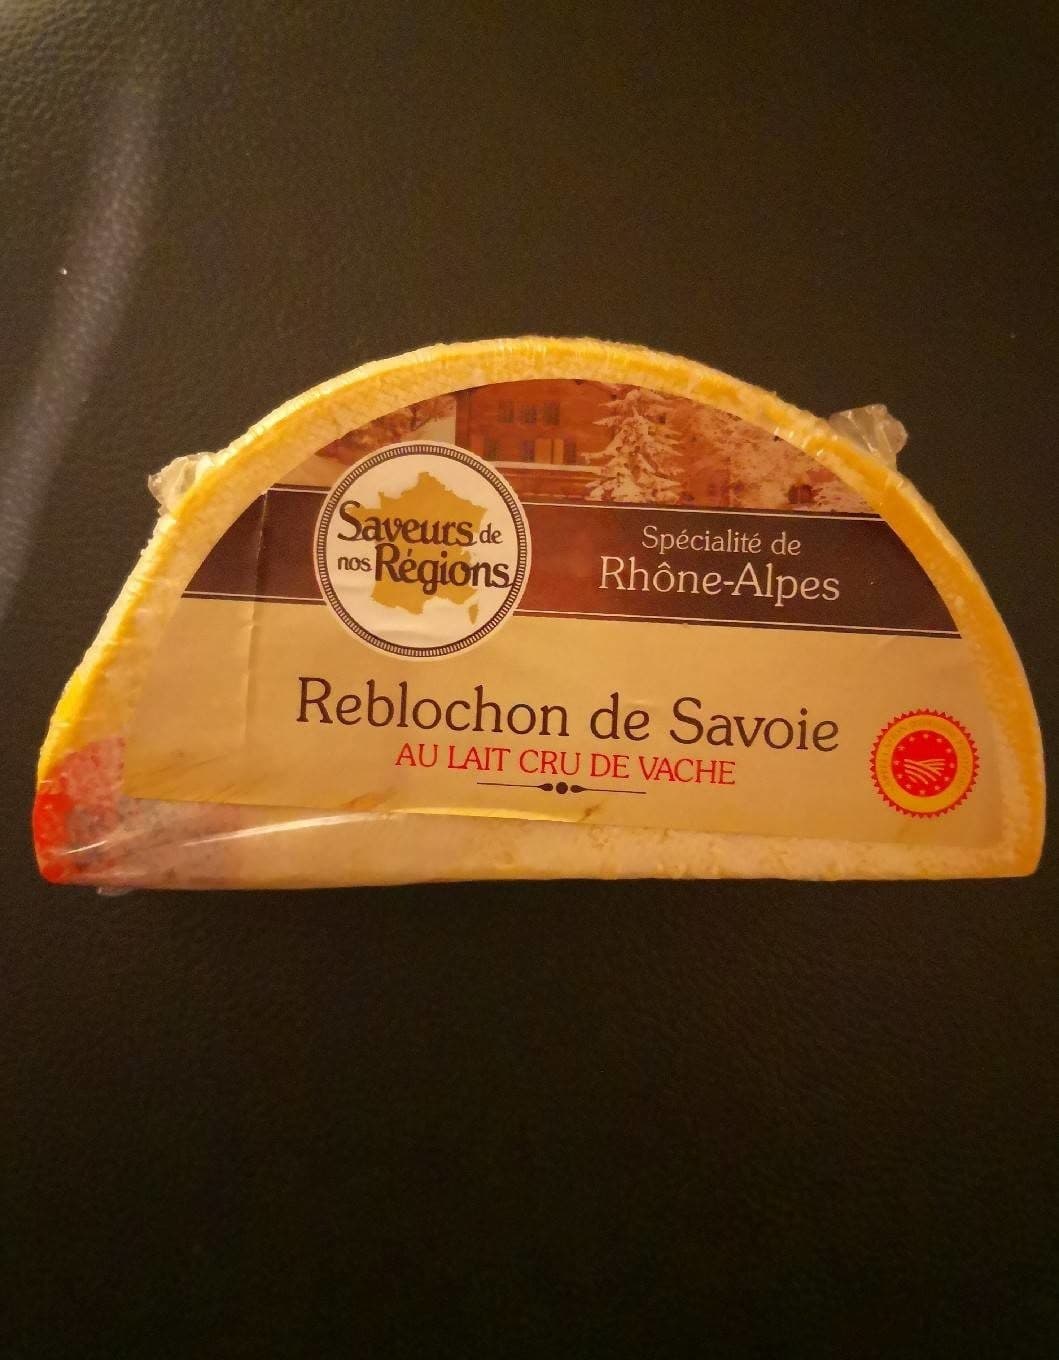 Saveurs de
nos Régions
Spécialité de
Rhône-Alpes
Reblochon de Savoie
AU LAIT CRU DE VACHE